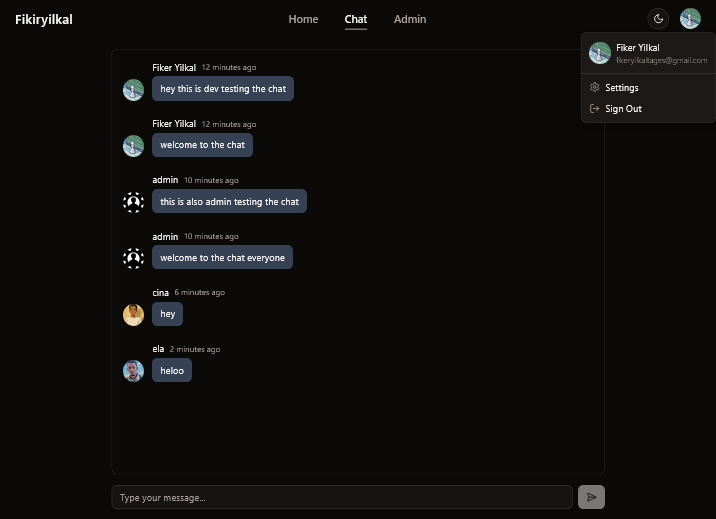 Fikiryilkal
Home Chat Admin
Fiker Yilkal
fikeryilkaltages@gmail.com
Settings
Sign Out
Fiker Yilkal 12 minutes ago
hey this is dev testing the chat
Fiker Yilkal 12 minutes ago
welcome to the chat
admin 10 minutes ago
this is also admin testing the chat
admin 10 minutes ago
welcome to the chat everyone
cina 6 minutes ago
hey
ela 2 minutes ago
heloo
Type your message...